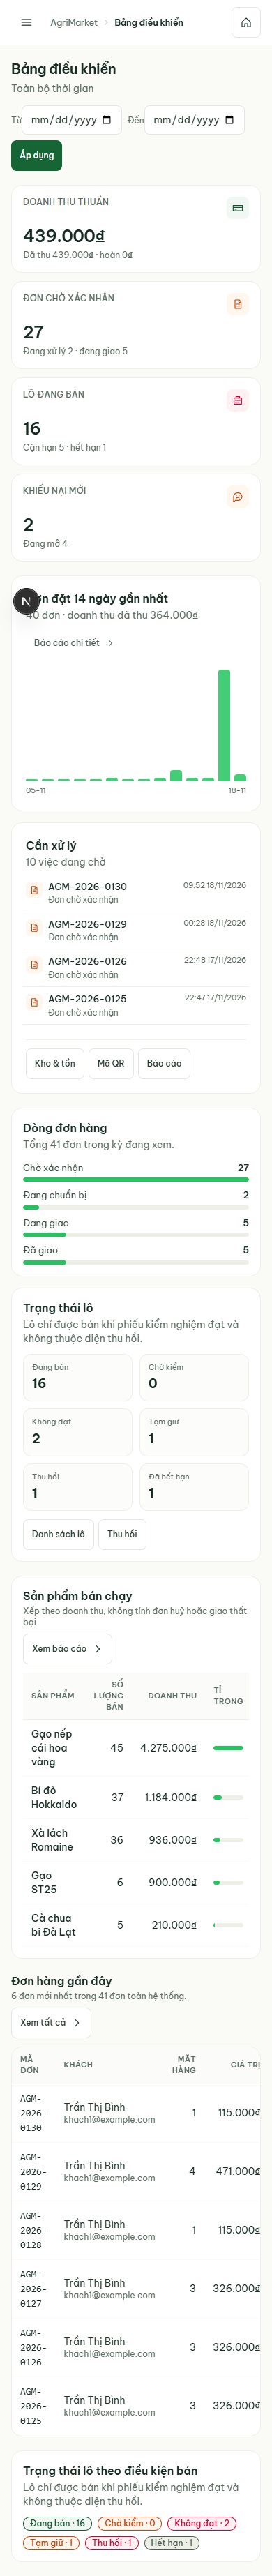 AgriMarket > Bảng điều khiển
Bảng điều khiển
Toàn bộ thời gian
Từ mm/dd/yyyy Đến mm/dd/yyyy
Áp dụng
DOANH THU THUẦN
439.000₫
Đã thu 439.000₫ · hoàn 0₫
ĐƠN CHỜ XÁC NHẬN
27
Đang xử lý 2 · đang giao 5
LÔ ĐANG BÁN
16
Cận hạn 5 · hết hạn 1
KHIẾU NẠI MỚI
2
Đang mở 4
N
đặt 14 ngày gần nhất
40 đơn · doanh thu đã thu 364.000₫
Báo cáo chi tiết
05-11 18-11
Cần xử lý
10 việc đang chờ
AGM-2026-0130 09:52 18/11/2026
Đơn chờ xác nhận
AGM-2026-0129 00:28 18/11/2026
Đơn chờ xác nhận
AGM-2026-0126 22:48 17/11/2026
Đơn chờ xác nhận
AGM-2026-0125 22:47 17/11/2026
Đơn chờ xác nhận
Kho & tồn Mã QR Báo cáo
Dòng đơn hàng
Tổng 41 đơn trong kỳ đang xem.
Chờ xác nhận 27
Đang chuẩn bị 2
Đang giao 5
Đã giao 5
Trạng thái lô
Lô chỉ được bán khi phiếu kiểm nghiệm đạt và
không thuộc diện thu hồi.
Đang bán Chờ kiểm
16 0
Không đạt Tạm giữ
2 1
Thu hồi Đã hết hạn
1 1
Danh sách lô Thu hồi
Sản phẩm bán chạy
Xếp theo doanh thu, không tính đơn huỷ hoặc giao thất
bại.
Xem báo cáo
SẢN PHẨM SỐ LƯỢNG BÁN DOANH THU TỈ TRỌNG
Gạo nếp cái hoa vàng 45 4.275.000₫
Bí đỏ Hokkaido 37 1.184.000₫
Xà lách Romaine 36 936.000₫
Gạo ST25 6 900.000₫
Cà chua bi Đà Lạt 5 210.000₫
Đơn hàng gần đây
6 đơn mới nhất trong 41 đơn toàn hệ thống.
Xem tất cả
MÃ ĐƠN KHÁCH MẶT HÀNG GIÁ TRỊ
AGM-2026-0130 Trần Thị Bình khach1@example.com 1 115.000₫
AGM-2026-0129 Trần Thị Bình khach1@example.com 4 471.000₫
AGM-2026-0128 Trần Thị Bình khach1@example.com 1 115.000₫
AGM-2026-0127 Trần Thị Bình khach1@example.com 3 326.000₫
AGM-2026-0126 Trần Thị Bình khach1@example.com 3 326.000₫
AGM-2026-0125 Trần Thị Bình khach1@example.com 3 326.000₫
Trạng thái lô theo điều kiện bán
Lô chỉ được bán khi phiếu kiểm nghiệm đạt và
không thuộc diện thu hồi.
Đang bán · 16 Chờ kiểm · 0 Không đạt · 2
Tạm giữ · 1 Thu hồi · 1 Hết hạn · 1